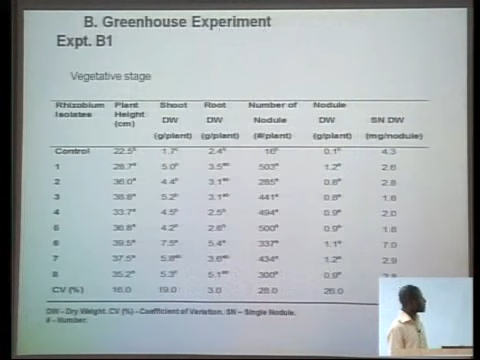 B. Greenhouse Experiment
Expt. B1
Vegetative stage
Rhizobium Isolates Plant Height (cm) Shoot DW (g/plant) Root DW (g/plant) Number of Nodule (#/plant) Nodule DW (g/plant) SN DW (mg/nodule)
Control 22.5 1.7 2.4 16 0.1 4.3
1 28.7 5.0 3.5 503 1.2 2.6
2 36.0 4.4 3.1 285 0.8 2.8
3 38.8 5.2 3.1 441 0.8 1.8
4 33.7 4.5 2.5 494 0.9 2.0
5 36.8 4.2 2.8 500 0.9 1.8
6 39.5 7.5 5.4 337 1.1 7.0
7 37.5 5.8 3.6 434 1.2 2.9
8 35.2 5.3 5.1 300 0.9
CV (%) 16.0 19.0 3.0 28.0 26.0
DW - Dry Weight. CV (%) - Coefficient of Variation. SN - Single Nodule.
# - Number.